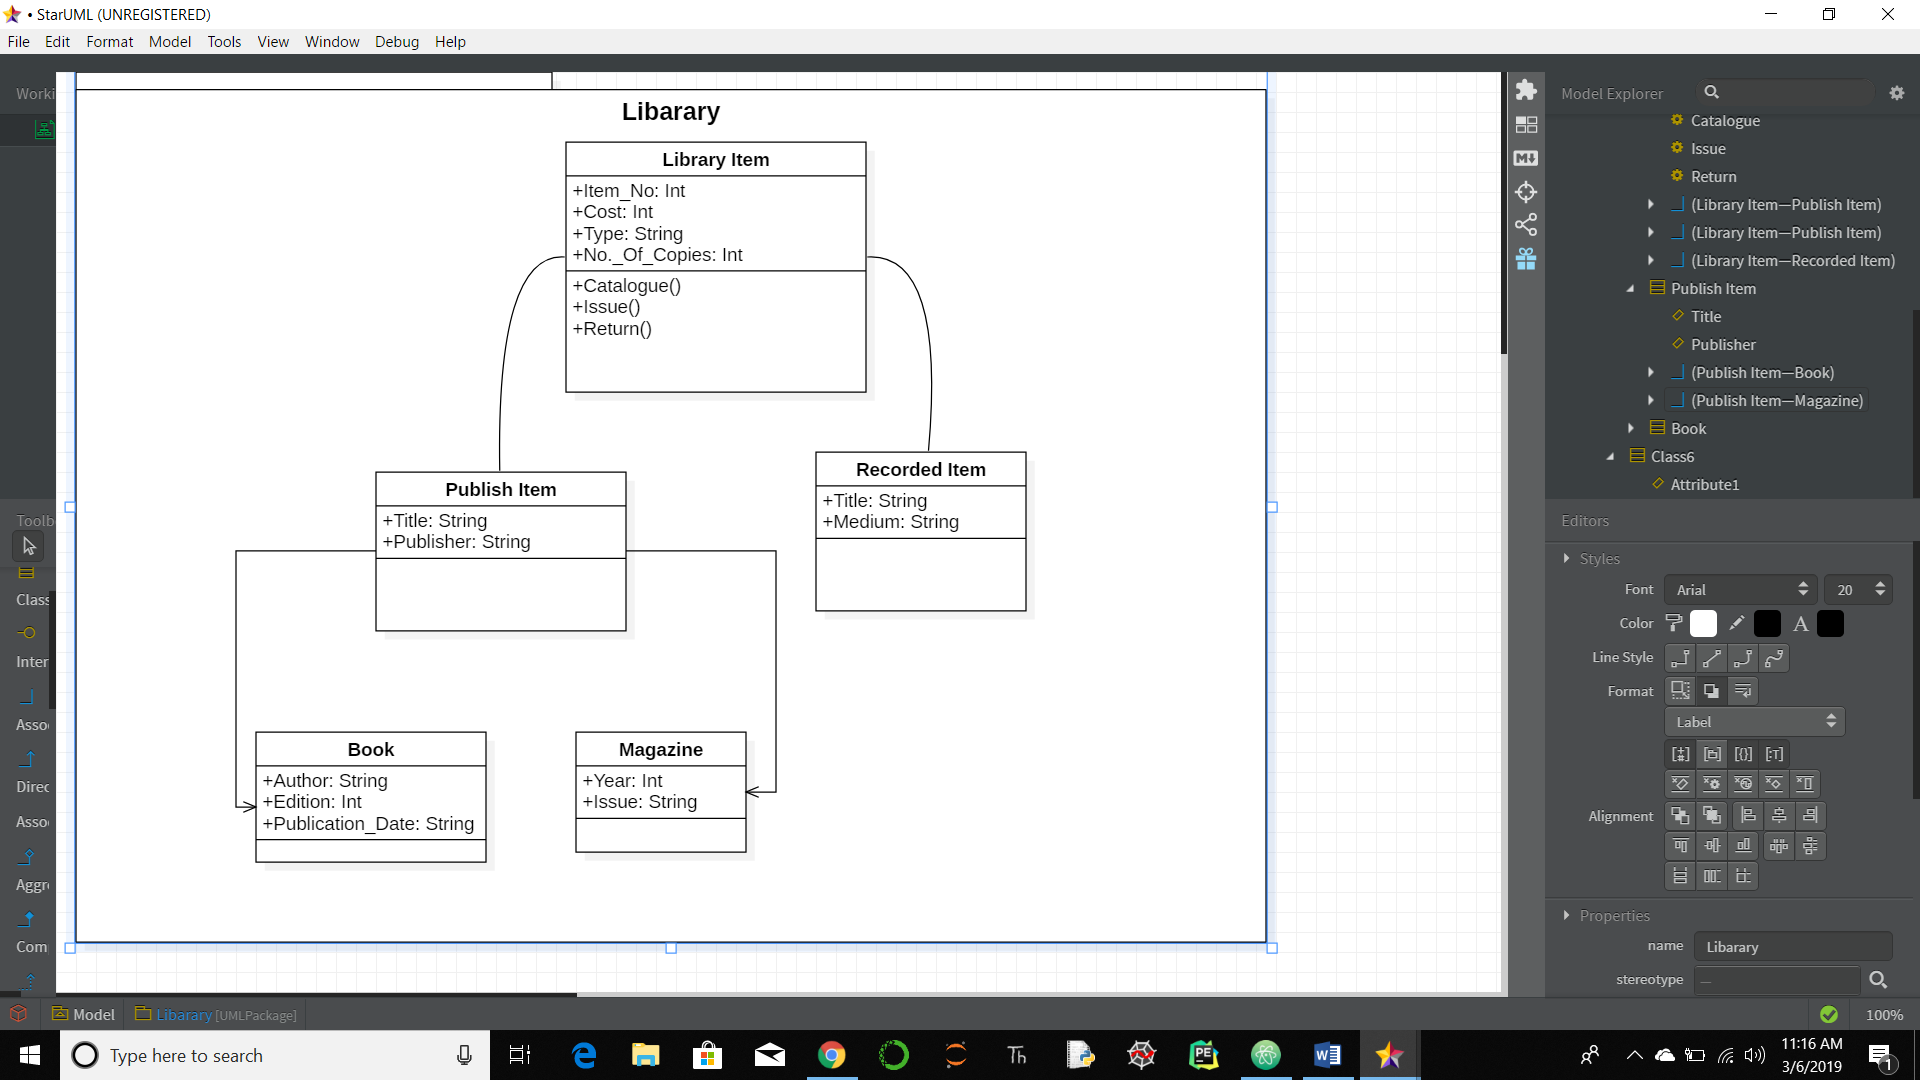 • StarUML (UNREGISTERED)
File Edit Format Model Tools View Window Debug Help
Worki
Libarary
Library Item
+Item_No: Int
+Cost: Int
+Type: String
+No._Of_Copies: Int
+Catalogue()
+Issue()
+Return()
Publish Item
+Title: String
+Publisher: String
Recorded Item
+Title: String
+Medium: String
Book
+Author: String
+Edition: Int
+Publication_Date: String
Magazine
+Year: Int
+Issue: String
Toolb
Class
Inter
Asso
Direc
Asso
Aggr
Com
Model Explorer
Catalogue
Issue
Return
(Library Item—Publish Item)
(Library Item—Publish Item)
(Library Item—Recorded Item)
Publish Item
Title
Publisher
(Publish Item—Book)
(Publish Item—Magazine)
Book
Class6
Attribute1
Editors
Styles
Font Arial 20
Color A
Line Style
Format
Label
Alignment
Properties
name Libarary
stereotype —
Model Libarary [UMLPackage]
100%
Type here to search
Th
PE
11:16 AM
3/6/2019
1